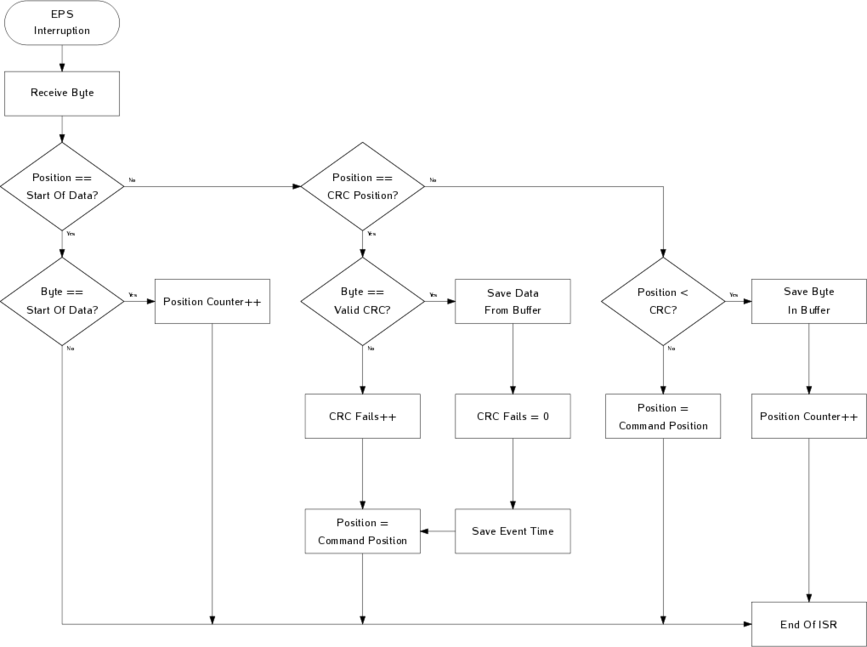 EPS
Interruption
Receive Byte
Position ==
Start Of Data?
No
Position ==
CRC Position?
No
Yes
Yes
Byte ==
Start Of Data?
Yes
Position Counter++
No
Byte ==
Valid CRC?
Yes
Save Data
From Buffer
No
Position <
CRC?
Yes
Save Byte
In Buffer
No
CRC Fails++
CRC Fails = 0
Position =
Command Position
Position Counter++
Position =
Command Position
Save Event Time
End Of ISR